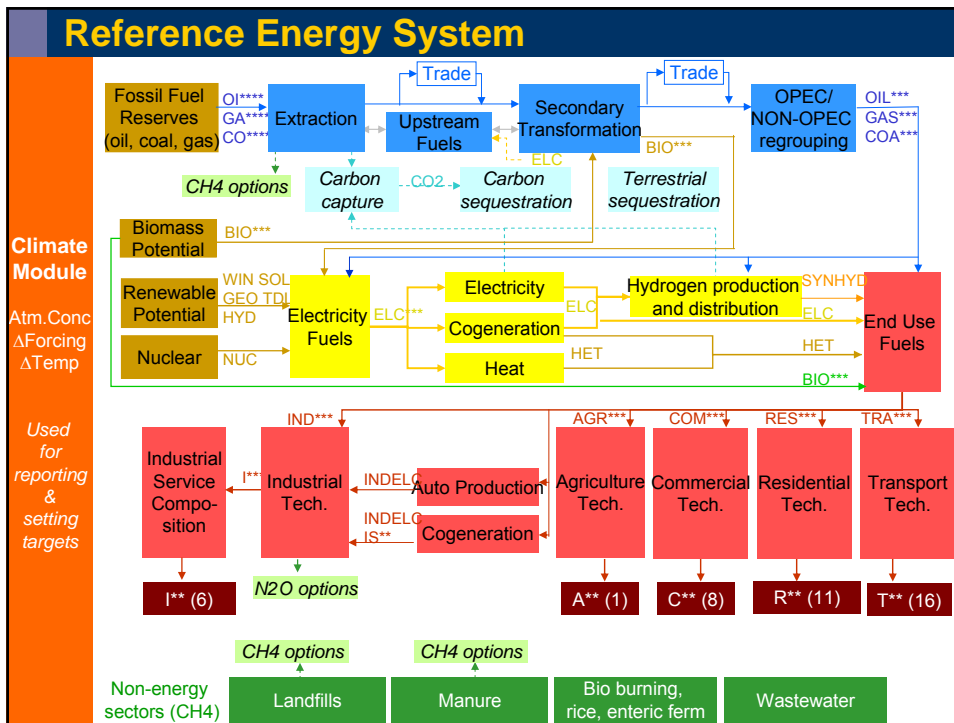 Reference Energy System
Trade
Trade
Fossil Fuel
Reserves
(oil, coal, gas)
OI****
GA****
CO****
Extraction
Upstream
Fuels
Secondary
Transformation
OPEC/
NON-OPEC
regrouping
OIL***
GAS***
COA***
ELC
BIO***
CH4 options
Carbon
capture
CO2
Carbon
sequestration
Terrestrial
sequestration
Climate
Module
Atm.Conc
∆Forcing
∆Temp
Used
for
reporting
&
setting
targets
Biomass
Potential
BIO***
Renewable
Potential
WIN SOL
GEO TDL
HYD
Nuclear
NUC
Electricity
Fuels
ELC***
Electricity
Cogeneration
Heat
ELC
HET
Hydrogen production
and distribution
SYNHYD
ELC
HET
BIO***
End Use
Fuels
IND***
AGR***
COM***
RES***
TRA***
Industrial
Service
Compo-
sition
I***
Industrial
Tech.
INDELC
Auto Production
INDELC
IS**
Cogeneration
Agriculture
Tech.
Commercial
Tech.
Residential
Tech.
Transport
Tech.
I** (6)
N2O options
A** (1)
C** (8)
R** (11)
T** (16)
CH4 options
CH4 options
Non-energy
sectors (CH4)
Landfills
Manure
Bio burning,
rice, enteric ferm
Wastewater